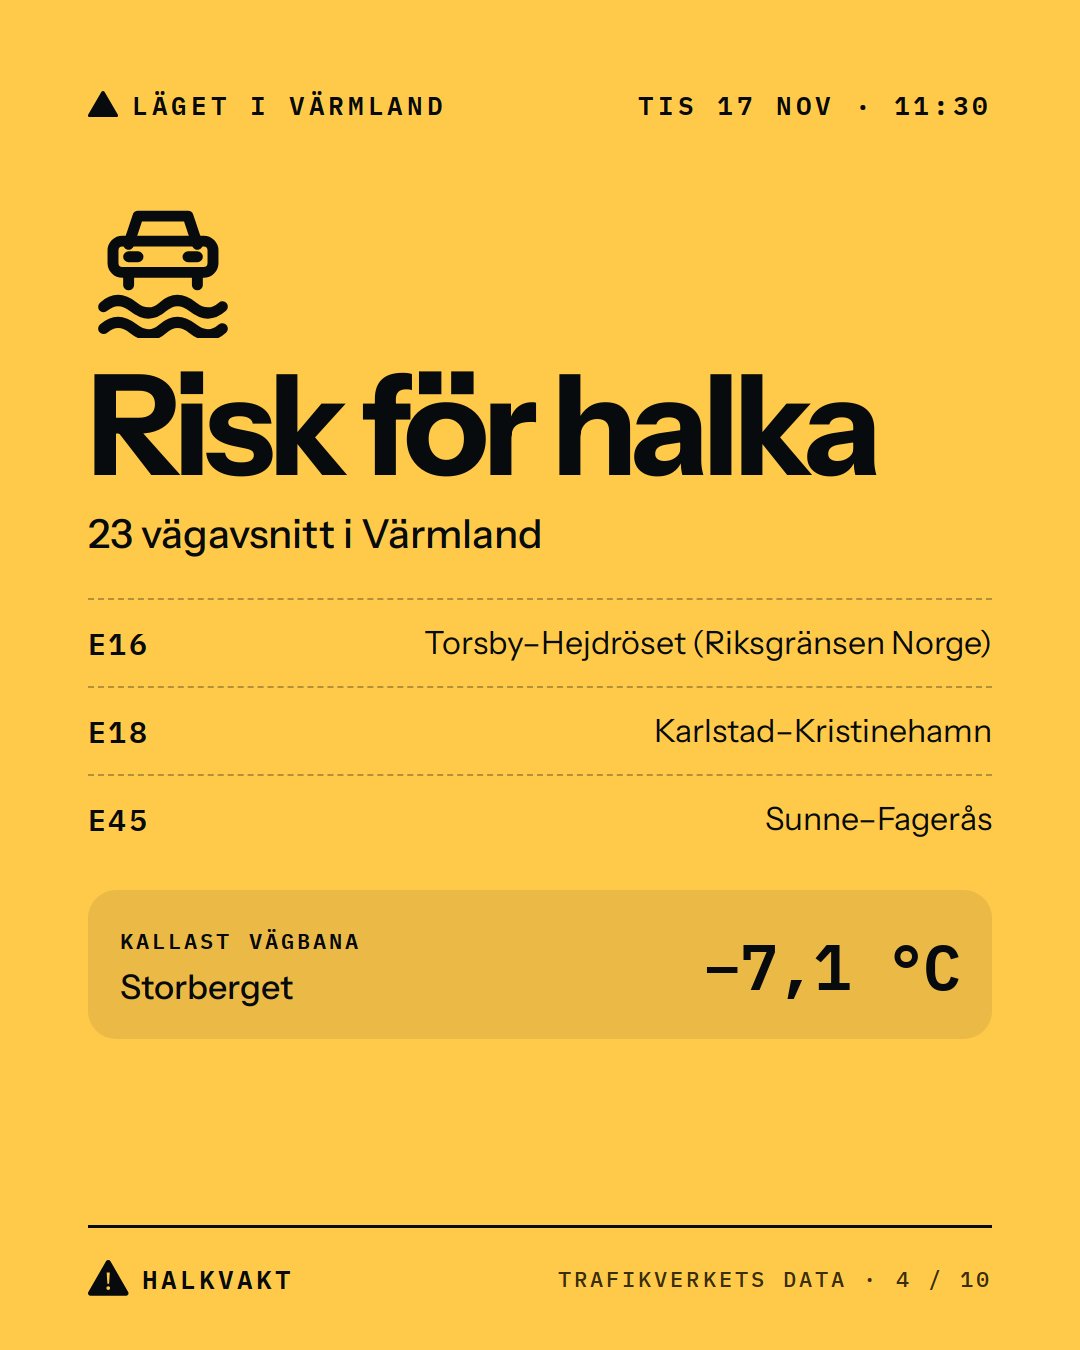 LÄGET I VÄRMLAND
TIS 17 NOV · 11:30
Risk för halka
23 vägavsnitt i Värmland
E16 Torsby–Hejdröset (Riksgränsen Norge)
E18 Karlstad–Kristinehamn
E45 Sunne–Fagerås
KALLAST VÄGBANA
Storberget
−7,1 °C
HALKVAKT
TRAFIKVERKETS DATA · 4 / 10